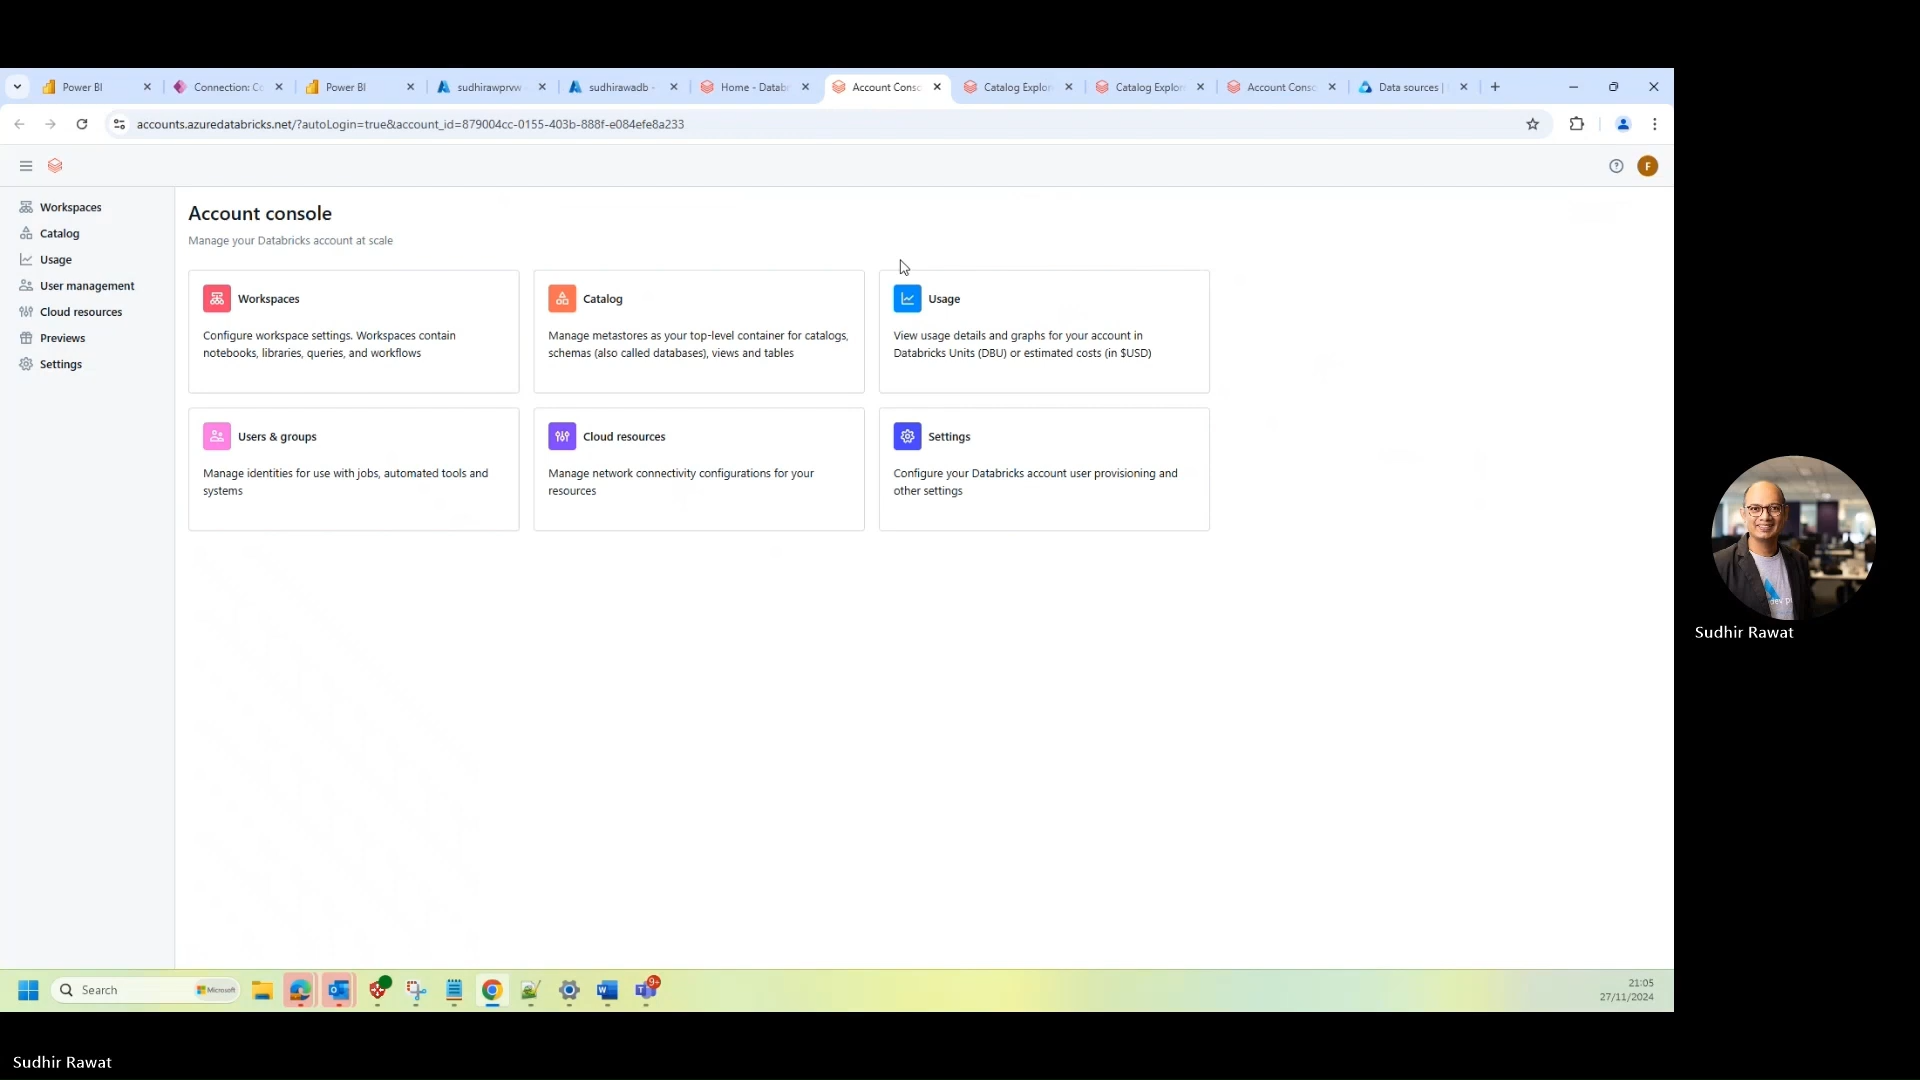 Power BI
Connection: Co
Power BI
sudhirawprvw
sudhirawadb -
Home - Datab
Account Conso
Catalog Explor
Catalog Explor
Account Conso
Data sources |
accounts.azuredatabricks.net/?autoLogin=true&account_id=879004cc-0155-403b-888f-e084efe8a233
F
Workspaces
Catalog
Usage
User management
Cloud resources
Previews
Settings
Account console
Manage your Databricks account at scale
Workspaces
Configure workspace settings. Workspaces contain
notebooks, libraries, queries, and workflows
Catalog
Manage metastores as your top-level container for catalogs,
schemas (also called databases), views and tables
Usage
View usage details and graphs for your account in
Databricks Units (DBU) or estimated costs (in $USD)
Users & groups
Manage identities for use with jobs, automated tools and
systems
Cloud resources
Manage network connectivity configurations for your
resources
Settings
Configure your Databricks account user provisioning and
other settings
Sudhir Rawat
Search
Microsoft
9+
21:05
27/11/2024
Sudhir Rawat